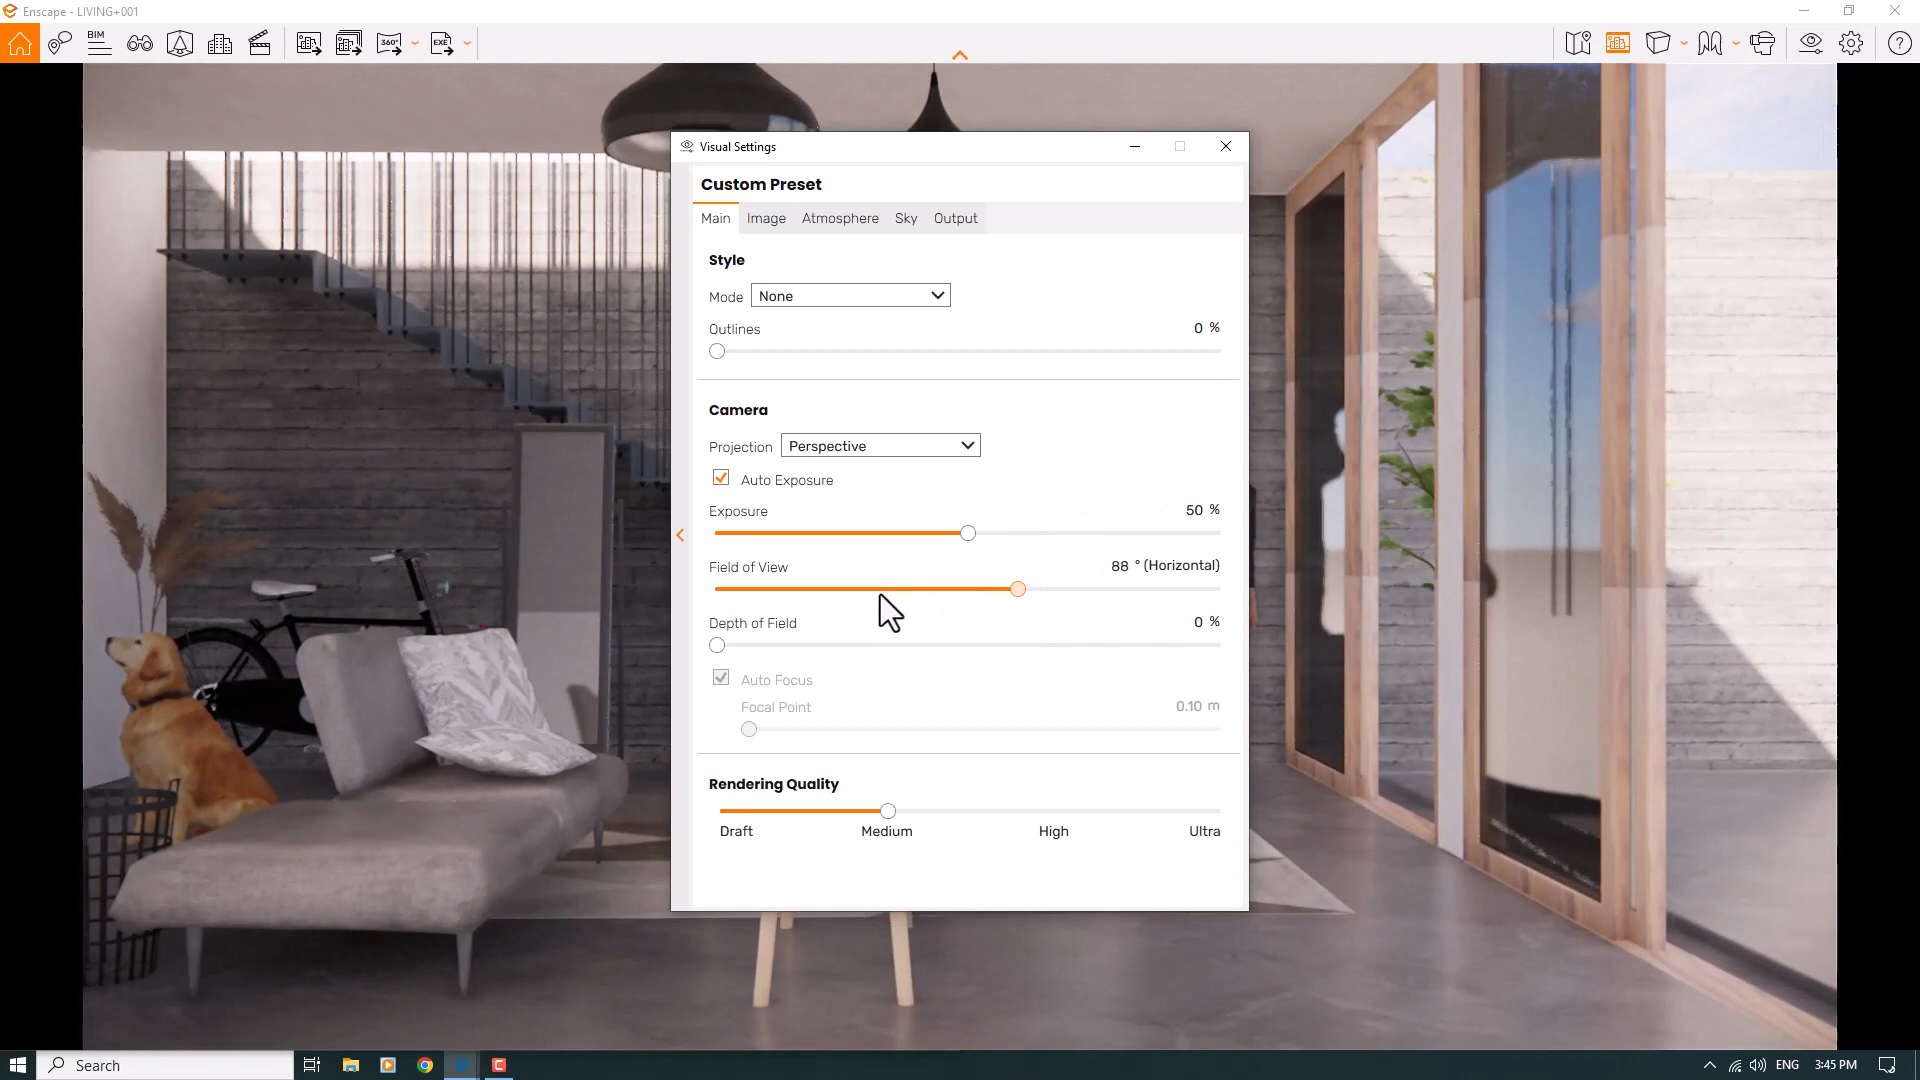 Enscape - LIVING+001
BIM
360°
EXE
Visual Settings
Custom Preset
Main Image Atmosphere Sky Output
Style
Mode None
Outlines 0 %
Camera
Projection Perspective
Auto Exposure
Exposure 50 %
Field of View 88 ° (Horizontal)
Depth of Field 0 %
Auto Focus
Focal Point 0.10 m
Rendering Quality
Draft Medium High Ultra
Search
ENG 3:45 PM